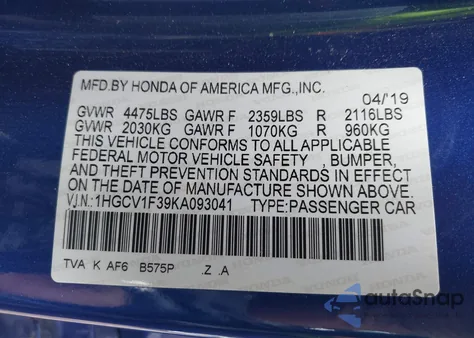 MFD.BY HONDA OF AMERICA MFG.,INC.
04/'19
GVWR 4475LBS GAWR F 2359LBS R 2116LBS
GVWR 2030KG GAWR F 1070KG R 960KG
THIS VEHICLE CONFORMS TO ALL APPLICABLE
FEDERAL MOTOR VEHICLE SAFETY , BUMPER,
AND THEFT PREVENTION STANDARDS IN EFFECT
ON THE DATE OF MANUFACTURE SHOWN ABOVE.
V.I.N.:1HGCV1F39KA093041 TYPE:PASSENGER CAR
TVA K AF6 B575P .Z .A
autoSnap